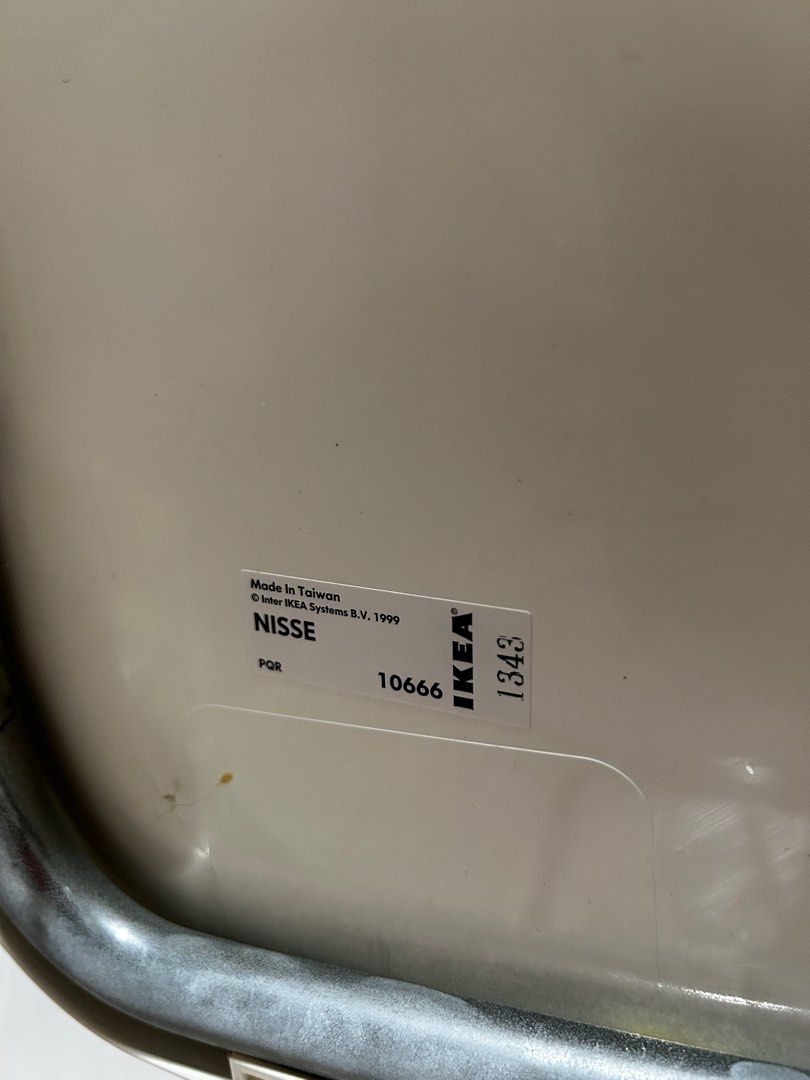 Made In Taiwan
© Inter IKEA Systems B.V. 1999
NISSE
PQR
10666
IKEA®
1343